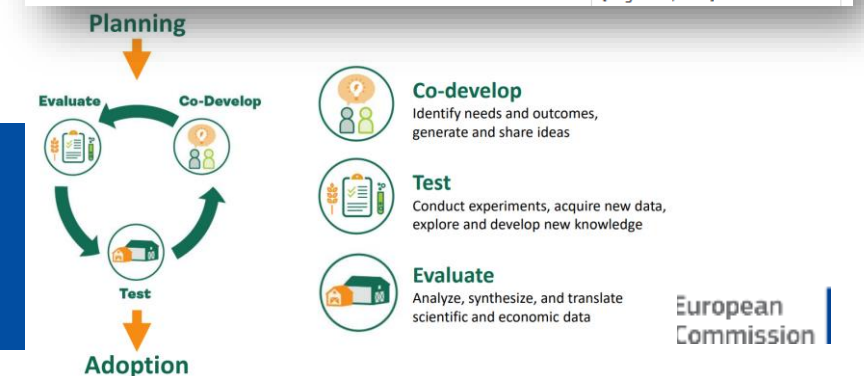 Planning
Evaluate
Co-Develop
Test
Adoption
Co-develop
Identify needs and outcomes,
generate and share ideas
Test
Conduct experiments, acquire new data,
explore and develop new knowledge
Evaluate
Analyze, synthesize, and translate
scientific and economic data
European
Commission